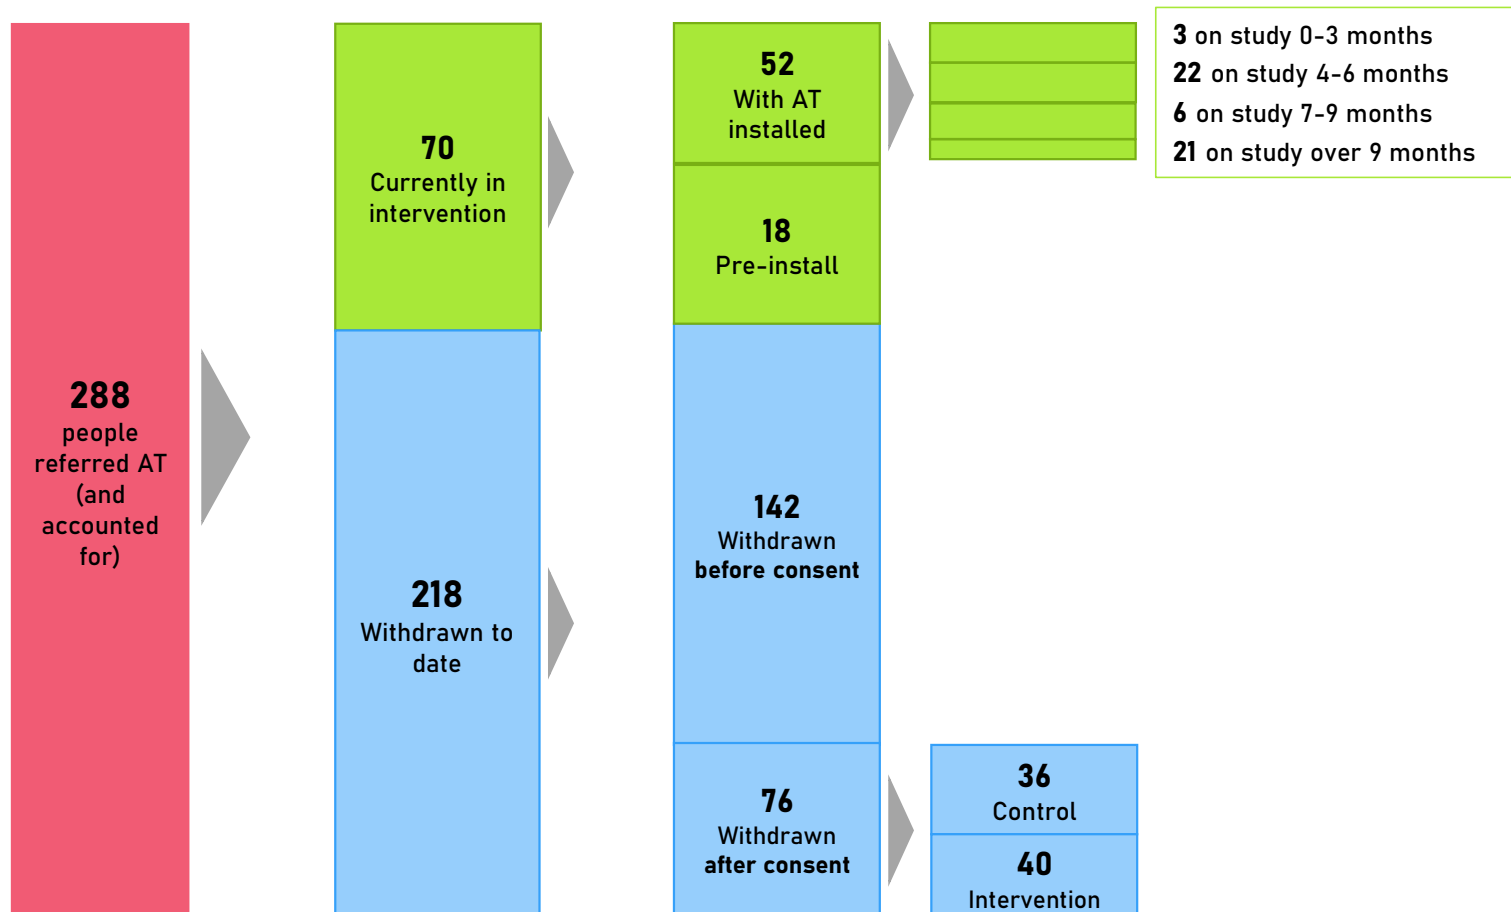 288
people
referred AT
(and
accounted
for)
70
Currently in
intervention
218
Withdrawn to
date
52
With AT
installed
18
Pre-install
142
Withdrawn
before consent
76
Withdrawn
after consent
3 on study 0-3 months
22 on study 4-6 months
6 on study 7-9 months
21 on study over 9 months
36
Control
40
Intervention